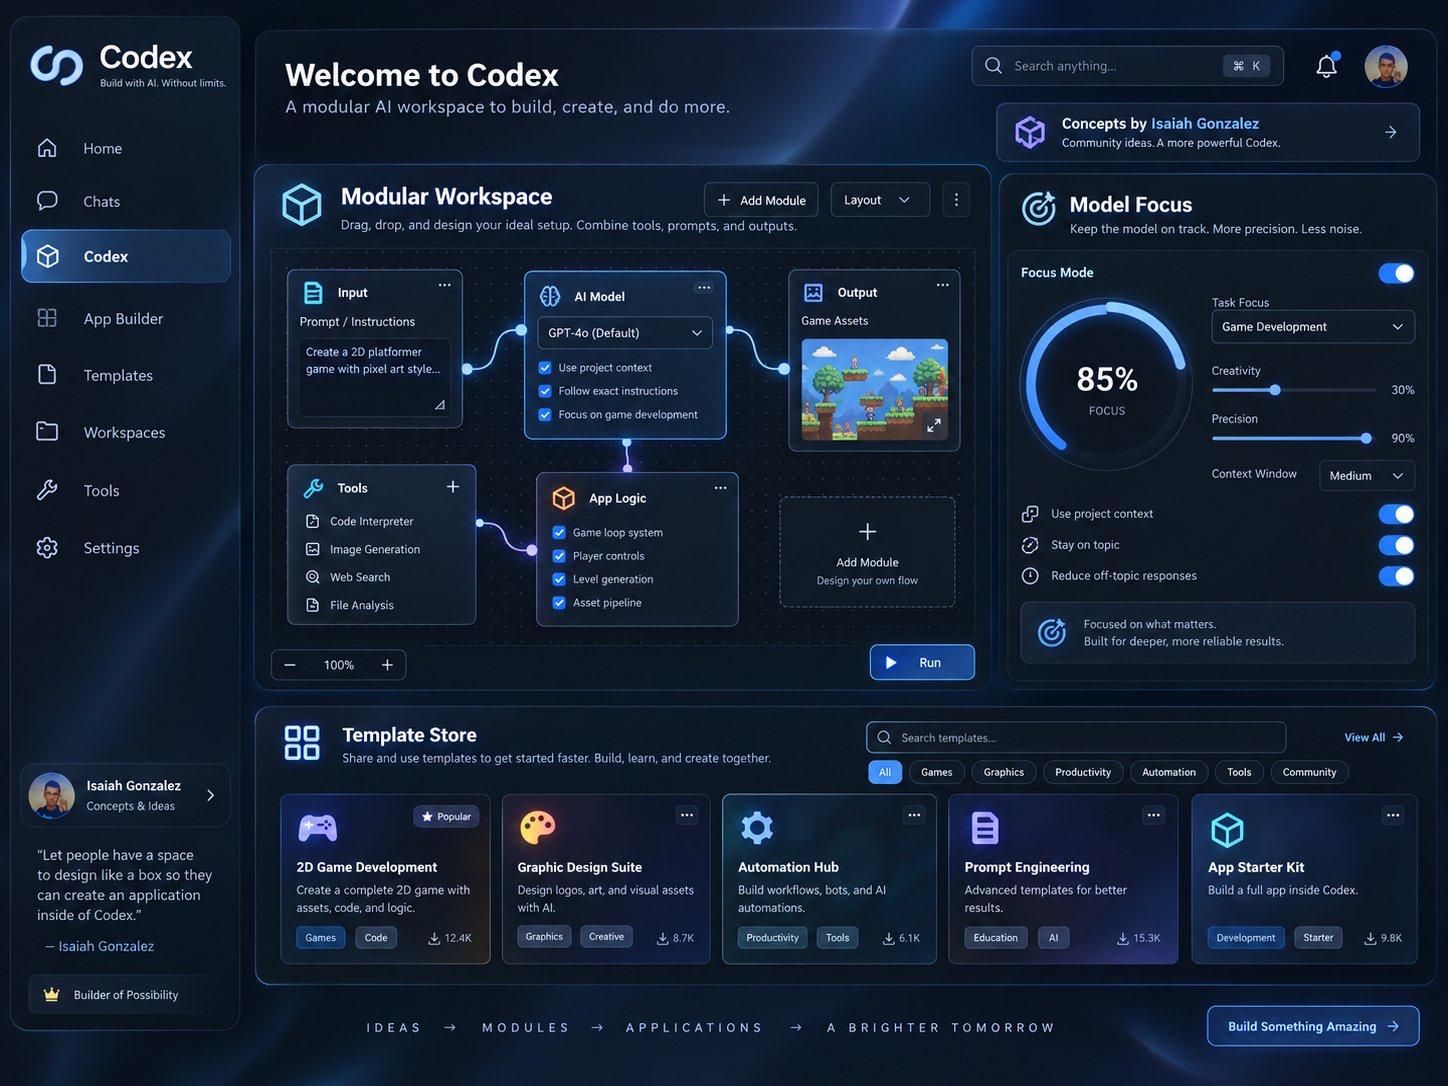 Codex
Build with AI. Without limits.
Home
Chats
Codex
App Builder
Templates
Workspaces
Tools
Settings
Isaiah Gonzalez
Concepts & Ideas
“Let people have a space
to design like a box so they
can create an application
inside of Codex.”
— Isaiah Gonzalez
Builder of Possibility
Welcome to Codex
A modular AI workspace to build, create, and do more.
Search anything...
⌘ K
Concepts by Isaiah Gonzalez
Community ideas. A more powerful Codex.
Modular Workspace
Drag, drop, and design your ideal setup. Combine tools, prompts, and outputs.
+ Add Module
Layout
Input
Prompt / Instructions
Create a 2D platformer
game with pixel art style...
AI Model
GPT-4o (Default)
Use project context
Follow exact instructions
Focus on game development
Output
Game Assets
Tools
Code Interpreter
Image Generation
Web Search
File Analysis
App Logic
Game loop system
Player controls
Level generation
Asset pipeline
Add Module
Design your own flow
100%
Run
Model Focus
Keep the model on track. More precision. Less noise.
Focus Mode
85%
FOCUS
Task Focus
Game Development
Creativity
30%
Precision
90%
Context Window
Medium
Use project context
Stay on topic
Reduce off-topic responses
Focused on what matters.
Built for deeper, more reliable results.
Template Store
Share and use templates to get started faster. Build, learn, and create together.
Search templates...
View All →
All
Games
Graphics
Productivity
Automation
Tools
Community
Popular
2D Game Development
Create a complete 2D game with
assets, code, and logic.
Games
Code
12.4K
Graphic Design Suite
Design logos, art, and visual assets
with AI.
Graphics
Creative
8.7K
Automation Hub
Build workflows, bots, and AI
automations.
Productivity
Tools
6.1K
Prompt Engineering
Advanced templates for better
results.
Education
AI
15.3K
App Starter Kit
Build a full app inside Codex.
Development
Starter
9.8K
IDEAS → MODULES → APPLICATIONS → A BRIGHTER TOMORROW
Build Something Amazing →